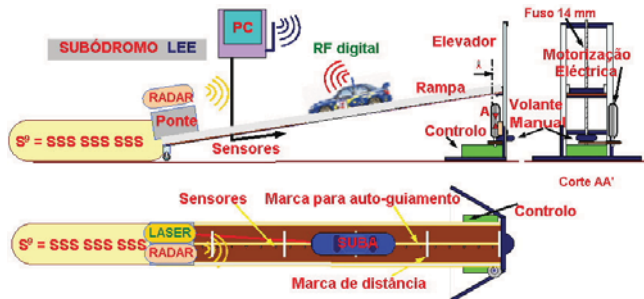 PC
SUBÓDROMO LEE
RF digital
RADAR
Ponte
Sº = SSS SSS SSS
Sensores
Elevador
Rampa
A
Controlo
Fuso 14 mm
Motorização
Eléctrica
Volante
Manual
Corte AA'
Sensores
Marca para auto-guiamento
Controlo
Sº = SSS SSS SSS
LASER
RADAR
SUBA
Marca de distância